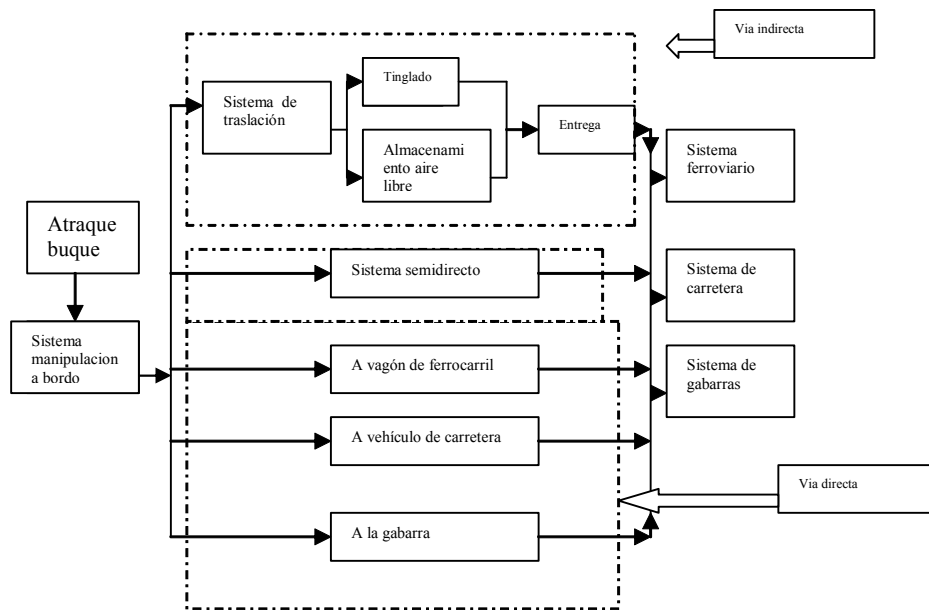 Via indirecta
Tinglado
Sistema de
traslación
Entrega
Almacenami
ento aire
libre
Sistema
ferroviario
Atraque
buque
Sistema semidirecto
Sistema de
carretera
Sistema
manipulacion
a bordo
A vagón de ferrocarril
Sistema de
gabarras
A vehículo de carretera
Via directa
A la gabarra